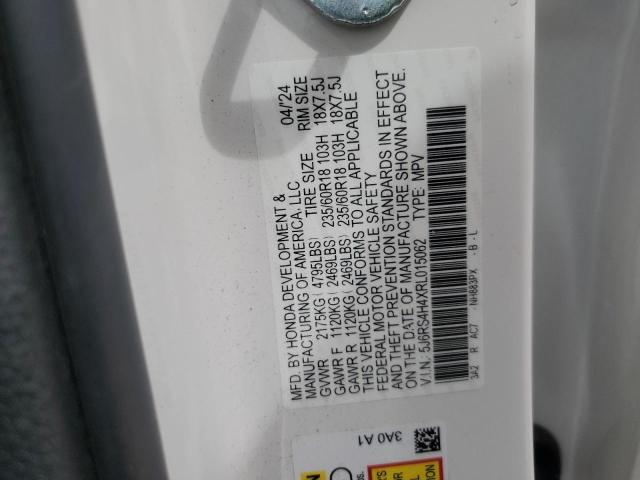 MFD. BY HONDA DEVELOPMENT &
MANUFACTURING OF AMERICA, LLC 04/24
TIRE SIZE RIM SIZE
GVWR 2175KG( 4795LBS)
GAWR F 1120KG( 2469LBS) 235/60R18 103H 18X7.5J
GAWR R 1120KG( 2469LBS) 235/60R18 103H 18X7.5J
THIS VEHICLE CONFORMS TO ALL APPLICABLE
FEDERAL MOTOR VEHICLE SAFETY
AND THEFT PREVENTION STANDARDS IN EFFECT
ON THE DATE OF MANUFACTURE SHOWN ABOVE.
V.I.N.: 5J6RS4H4XRL015062 TYPE: MPV
3A2 R AC7 NH883PX - B - L
3A0 A1